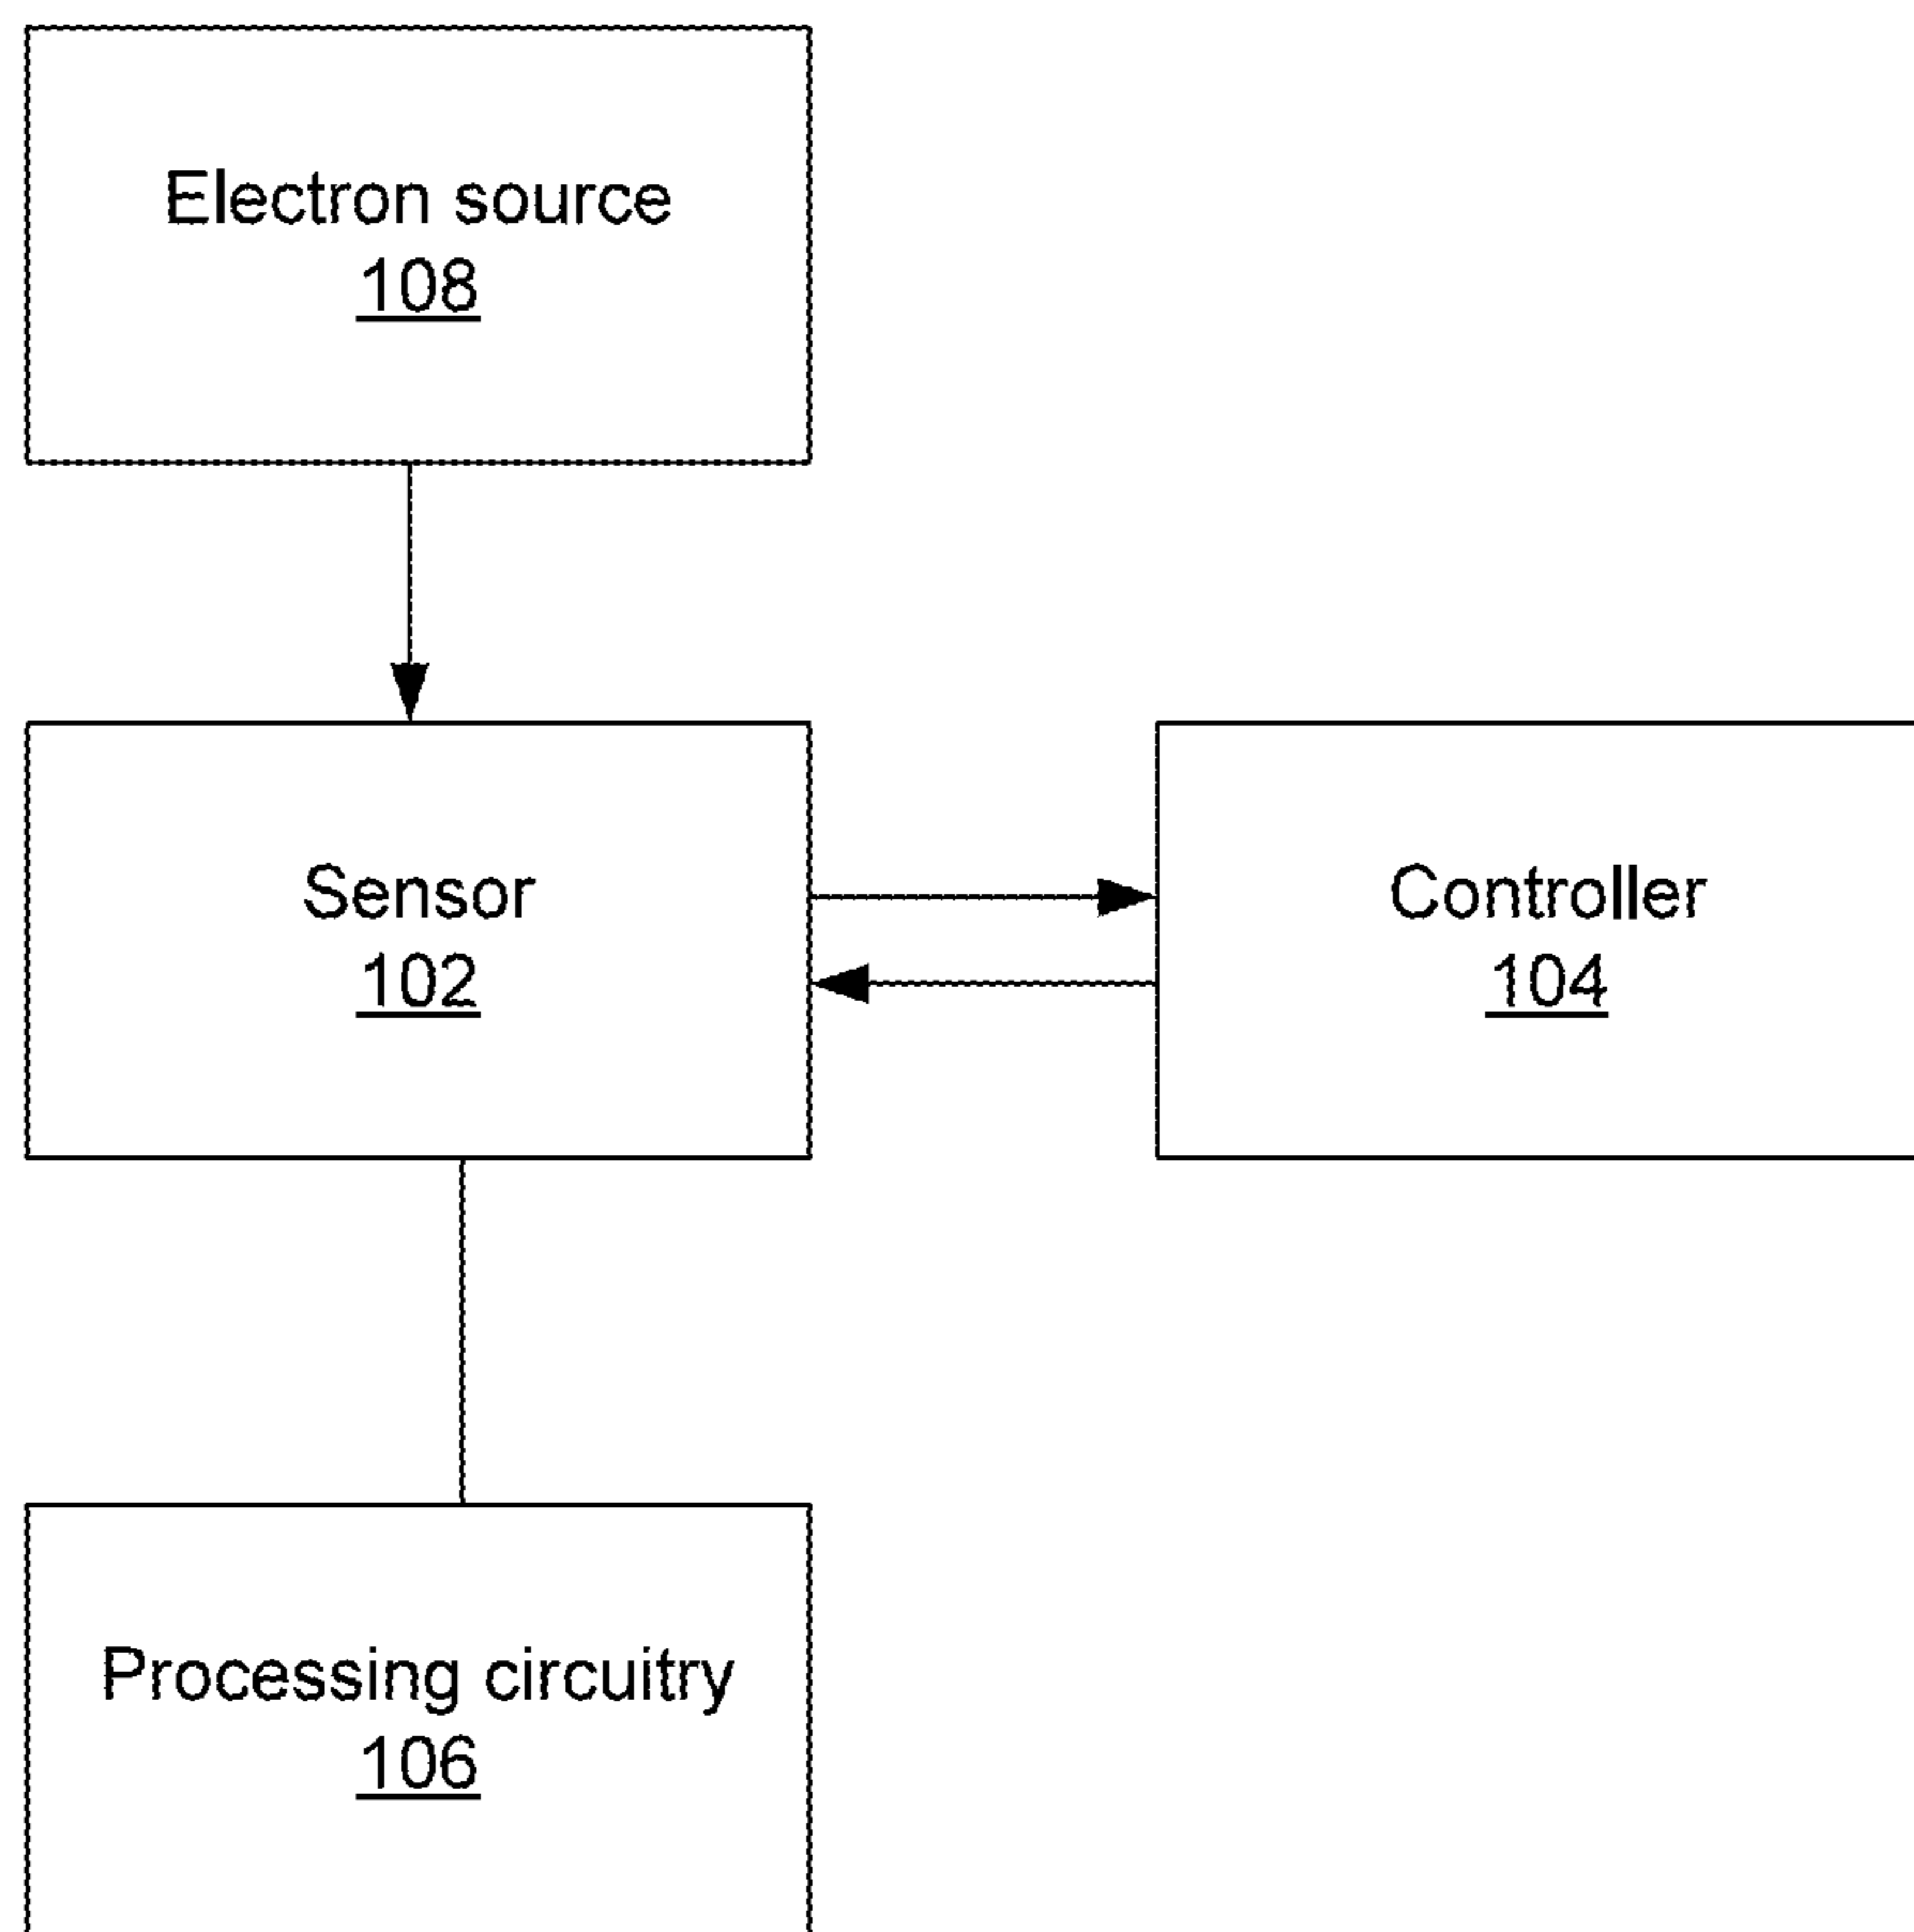 Electron source
108
Sensor
102
Controller
104
Processing circuitry
106